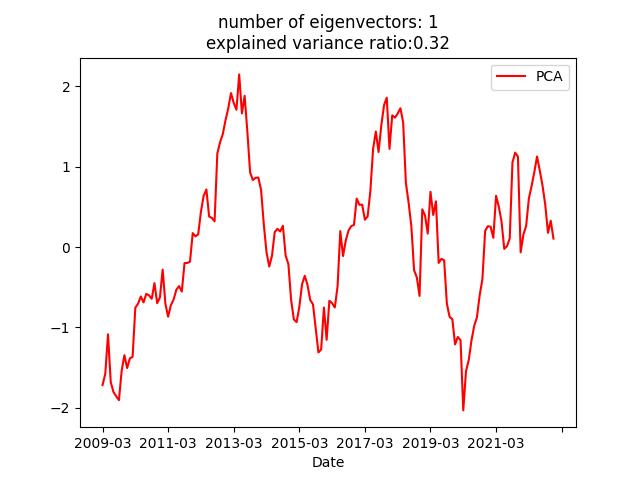 number of eigenvectors: 1
explained variance ratio:0.32
PCA
2
1
0
−1
−2
2009-03 2011-03 2013-03 2015-03 2017-03 2019-03 2021-03
Date